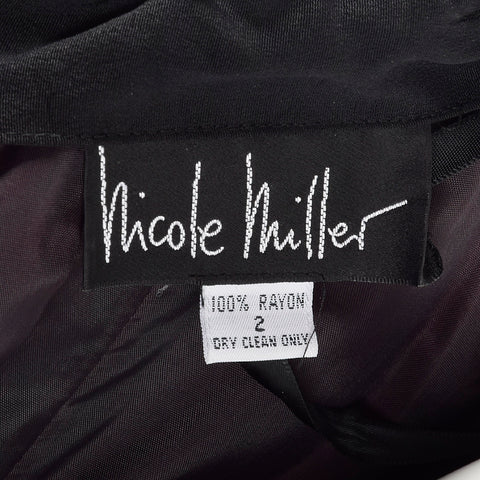 Nicole Miller
100% RAYON
2
DRY CLEAN ONLY